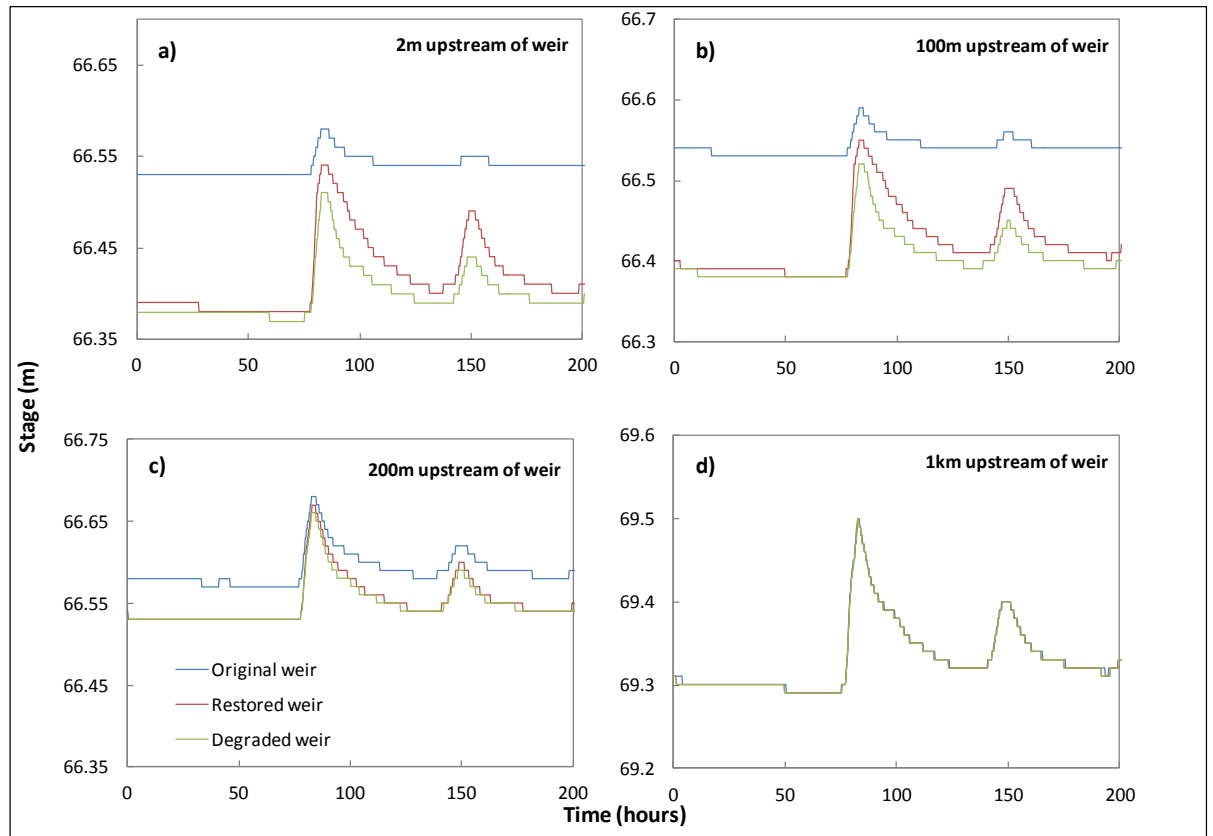 a)
2m upstream of weir
66.65
66.55
66.45
66.35
0 50 100 150 200
b)
100m upstream of weir
66.7
66.6
66.5
66.4
66.3
0 50 100 150 200
Stage (m)
c)
200m upstream of weir
66.75
66.65
66.55
66.45
66.35
Original weir
Restored weir
Degraded weir
0 50 100 150 200
d)
1km upstream of weir
69.6
69.5
69.4
69.3
69.2
0 50 100 150 200
Time (hours)